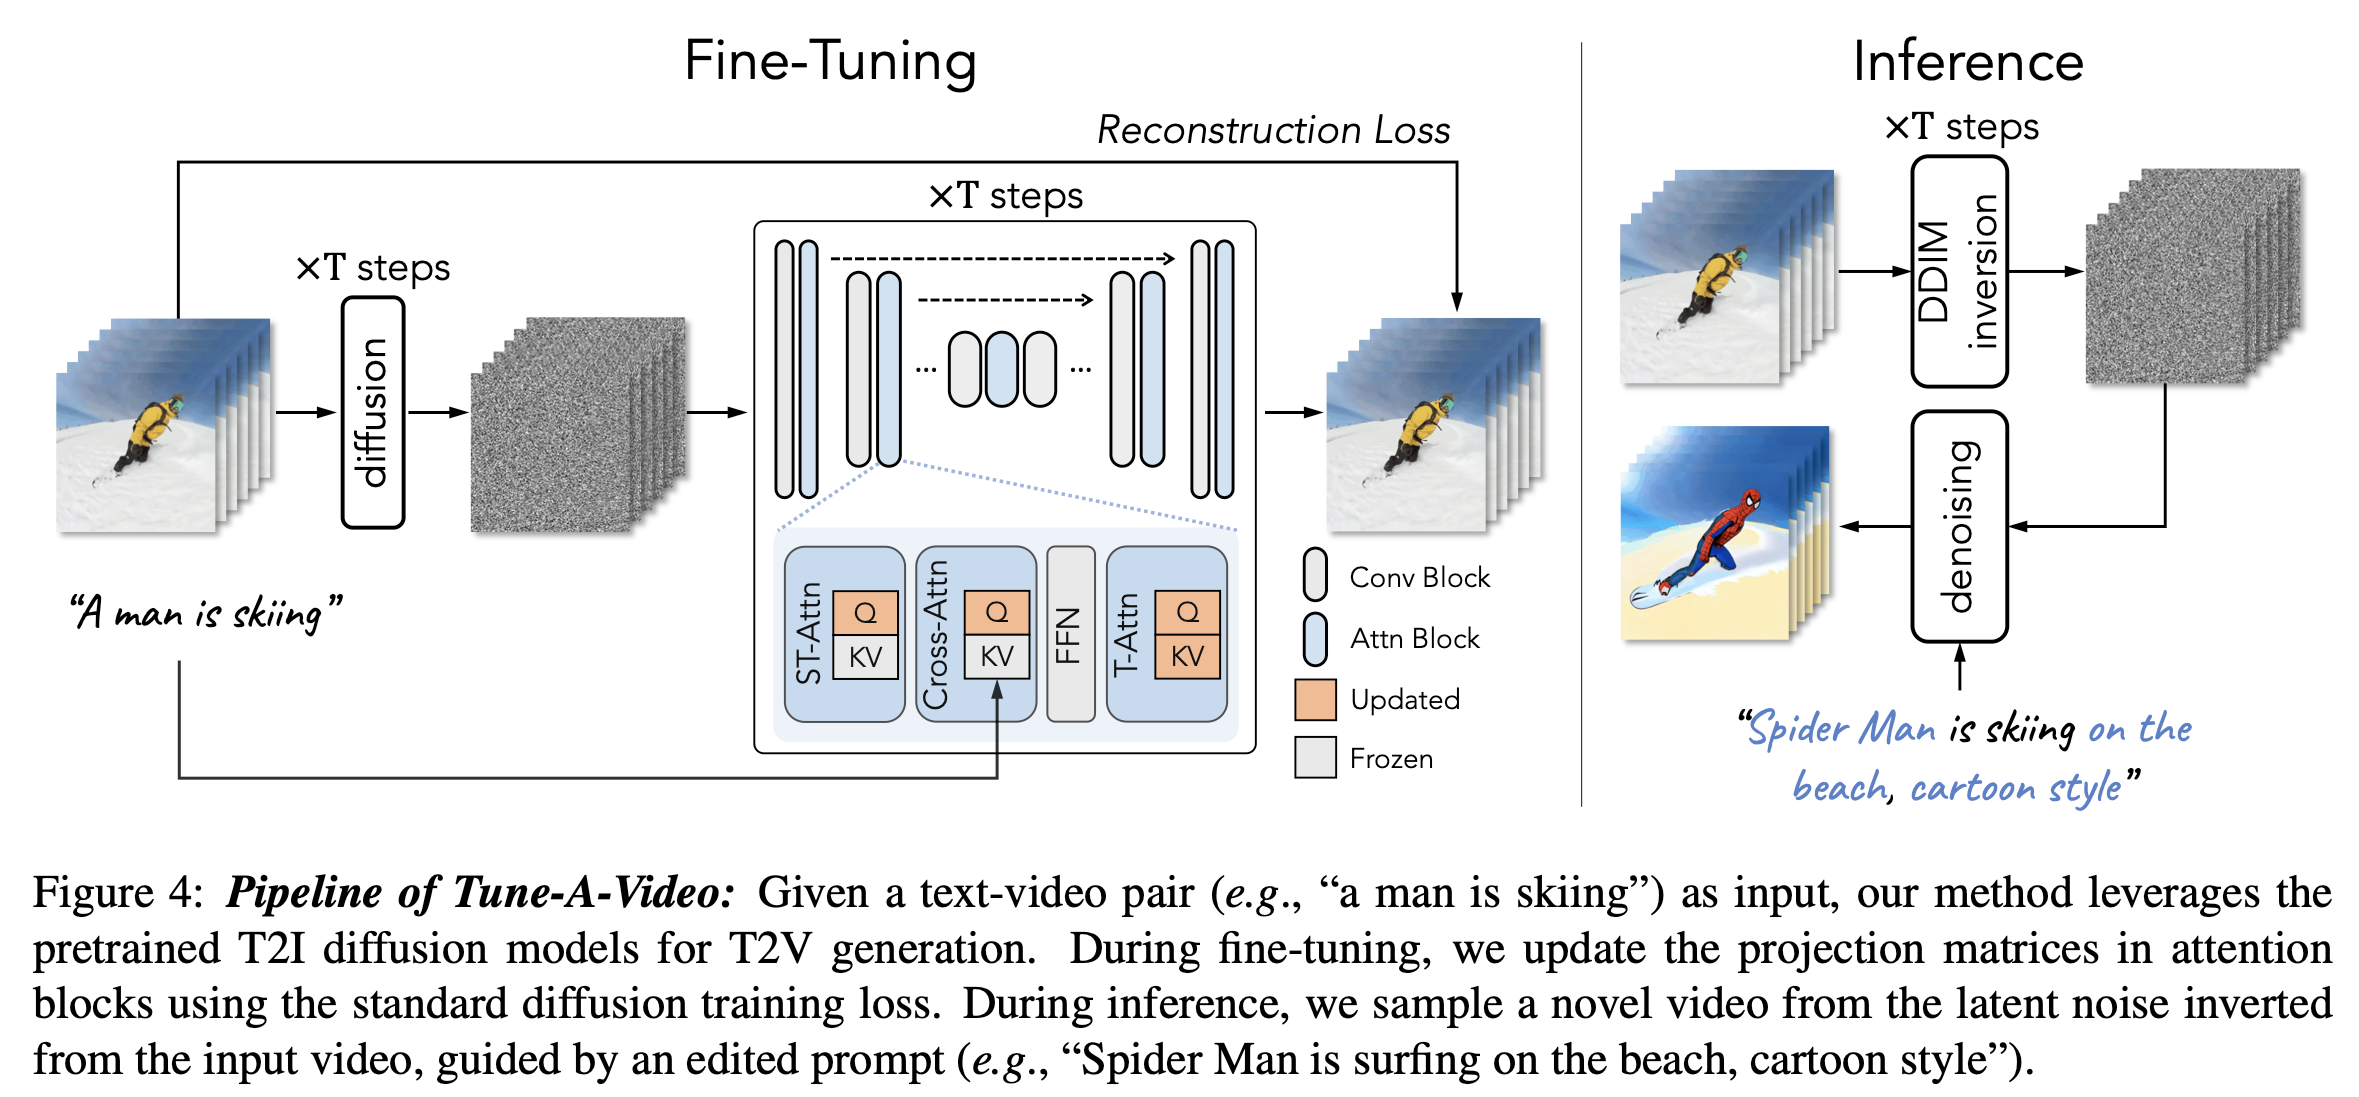 Fine-Tuning
Inference
Reconstruction Loss
×T steps
×T steps
×T steps
diffusion
DDIM
inversion
...
...
ST-Attn
Q
KV
Cross-Attn
Q
KV
FFN
T-Attn
Q
KV
Conv Block
Attn Block
Updated
Frozen
denoising
“A man is skiing”
“Spider Man is skiing on the
beach, cartoon style”
Figure 4: Pipeline of Tune-A-Video: Given a text-video pair (e.g., “a man is skiing”) as input, our method leverages the
pretrained T2I diffusion models for T2V generation. During fine-tuning, we update the projection matrices in attention
blocks using the standard diffusion training loss. During inference, we sample a novel video from the latent noise inverted
from the input video, guided by an edited prompt (e.g., “Spider Man is surfing on the beach, cartoon style”).